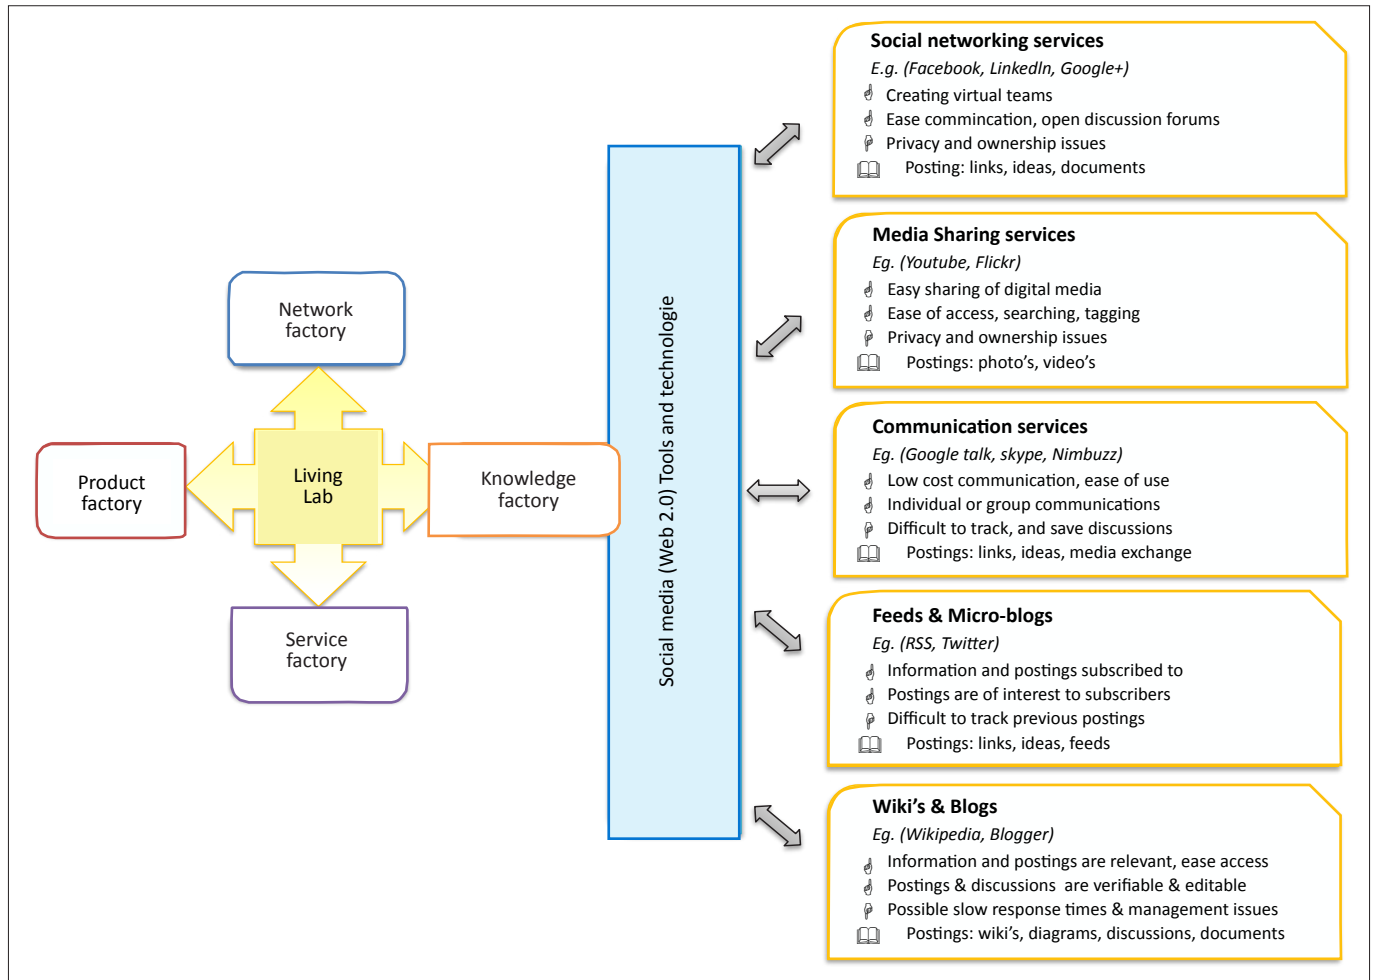 Network
factory
Product
factory
Living
Lab
Knowledge
factory
Service
factory
Social media (Web 2.0) Tools and technologie
Social networking services
E.g. (Facebook, LinkedIn, Google+)
Creating virtual teams
Ease commincation, open discussion forums
Privacy and ownership issues
Posting: links, ideas, documents
Media Sharing services
Eg. (Youtube, Flickr)
Easy sharing of digital media
Ease of access, searching, tagging
Privacy and ownership issues
Postings: photo's, video's
Communication services
Eg. (Google talk, skype, Nimbuzz)
Low cost communication, ease of use
Individual or group communications
Difficult to track, and save discussions
Postings: links, ideas, media exchange
Feeds & Micro-blogs
Eg. (RSS, Twitter)
Information and postings subscribed to
Postings are of interest to subscribers
Difficult to track previous postings
Postings: links, ideas, feeds
Wiki's & Blogs
Eg. (Wikipedia, Blogger)
Information and postings are relevant, ease access
Postings & discussions are verifiable & editable
Possible slow response times & management issues
Postings: wiki's, diagrams, discussions, documents